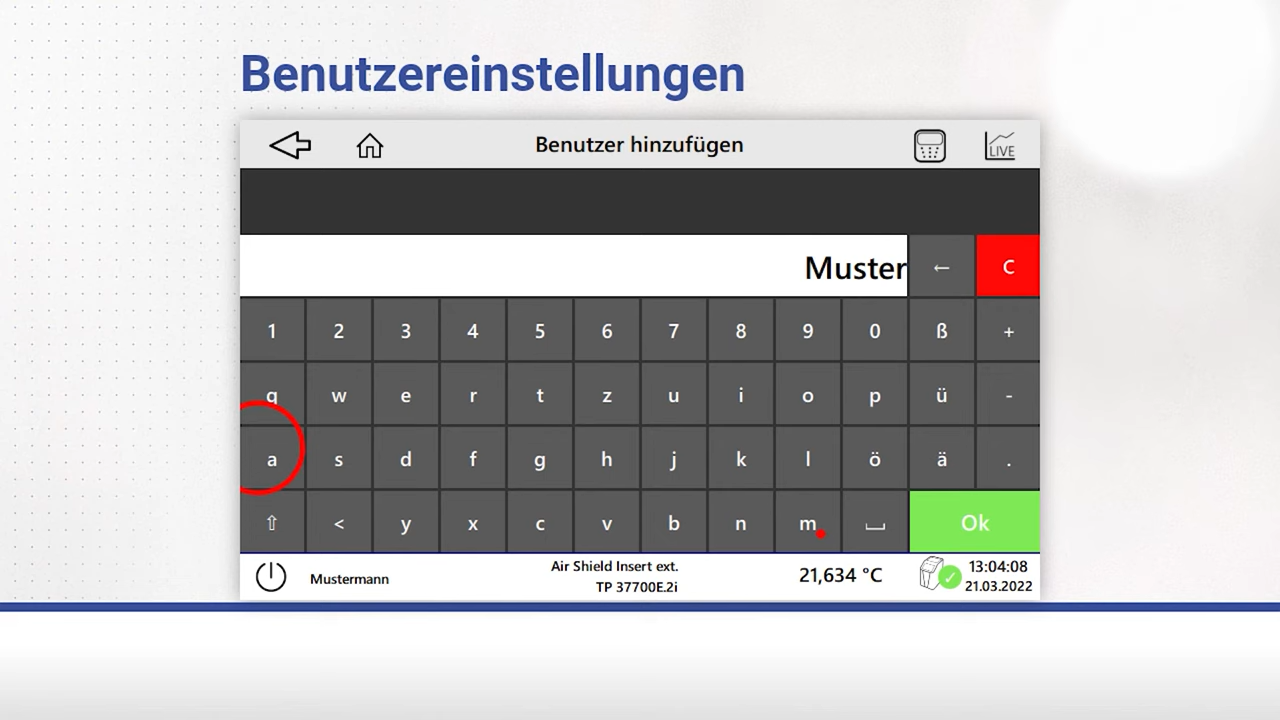 Benutzereinstellungen
Benutzer hinzufügen
LIVE
Muster ← C
1 2 3 4 5 6 7 8 9 0 ß +
q w e r t z u i o p ü -
a s d f g h j k l ö ä .
⇧ < y x c v b n m ⎵ Ok
Mustermann
Air Shield Insert ext.
TP 37700E.2i
21,634 °C
13:04:08
21.03.2022